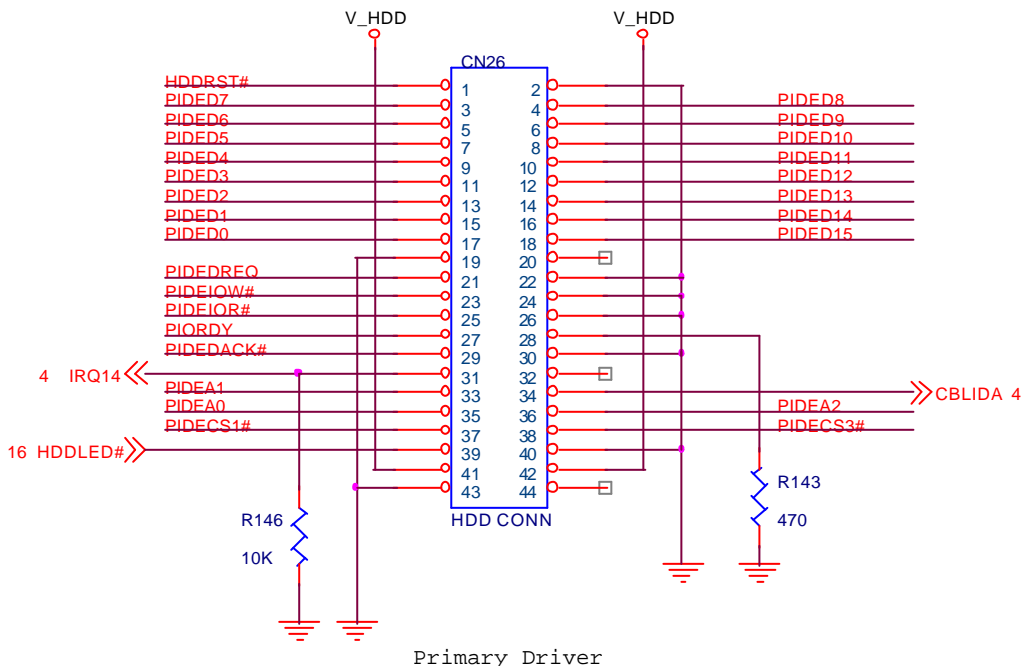 V_HDD V_HDD
CN26
HDDRST# 1 2
PIDED7 3 4 PIDED8
PIDED6 5 6 PIDED9
PIDED5 7 8 PIDED10
PIDED4 9 10 PIDED11
PIDED3 11 12 PIDED12
PIDED2 13 14 PIDED13
PIDED1 15 16 PIDED14
PIDED0 17 18 PIDED15
19 20
PIDEDREQ 21 22
PIDEIOW# 23 24
PIDEIOR# 25 26
PIORDY 27 28
PIDEDACK# 29 30
4 IRQ14 31 32
PIDEA1 33 34 CBLIDA 4
PIDEA0 35 36 PIDEA2
PIDECS1# 37 38 PIDECS3#
16 HDDLED# 39 40
41 42
43 44 R143
R146 HDD CONN 470
10K
Primary Driver